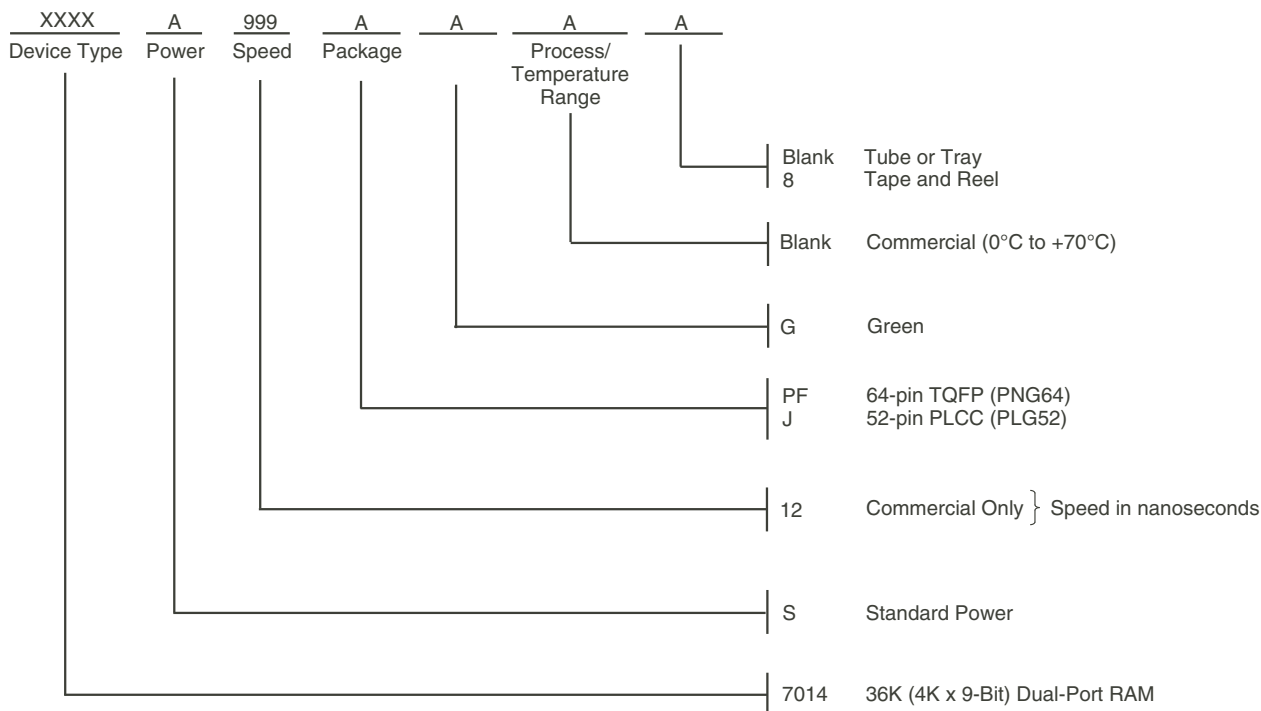 XXXX A 999 A A A A
Device Type Power Speed Package Process/
Temperature
Range
Blank Tube or Tray
8 Tape and Reel
Blank Commercial (0°C to +70°C)
G Green
PF 64-pin TQFP (PNG64)
J 52-pin PLCC (PLG52)
12 Commercial Only } Speed in nanoseconds
S Standard Power
7014 36K (4K x 9-Bit) Dual-Port RAM